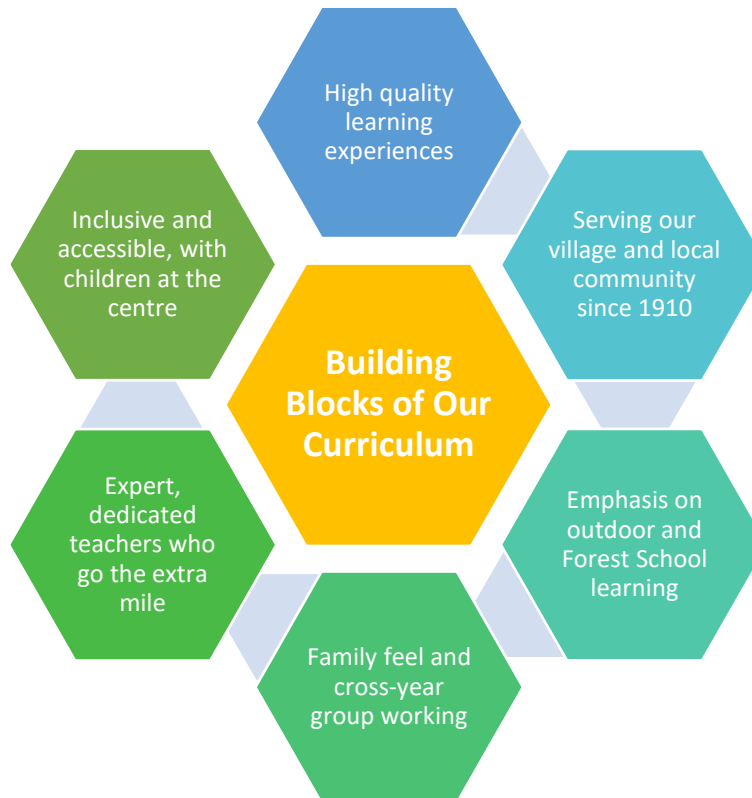 High quality
learning
experiences
Serving our
village and local
community
since 1910
Emphasis on
outdoor and
Forest School
learning
Family feel and
cross-year
group working
Expert,
dedicated
teachers who
go the extra
mile
Inclusive and
accessible, with
children at the
centre
Building
Blocks of Our
Curriculum